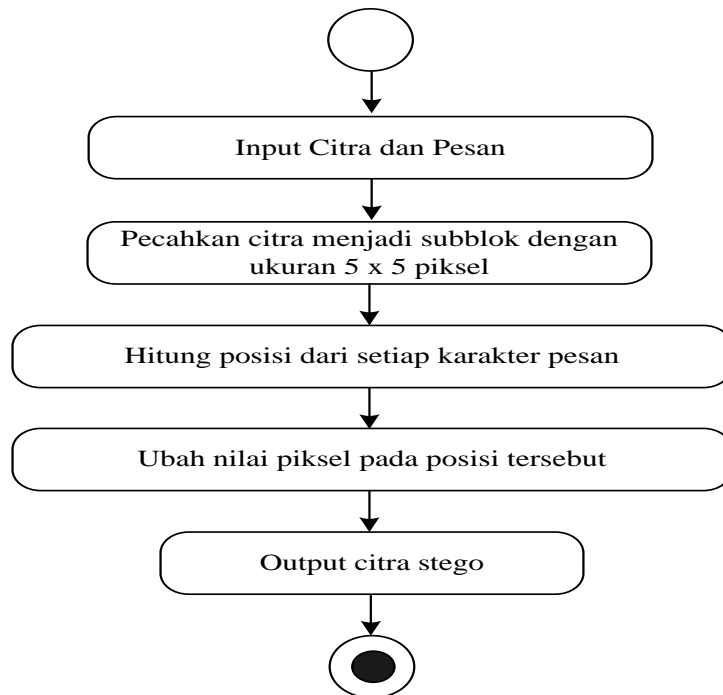 Input Citra dan Pesan
Pecahkan citra menjadi subblok dengan
ukuran 5 x 5 piksel
Hitung posisi dari setiap karakter pesan
Ubah nilai piksel pada posisi tersebut
Output citra stego